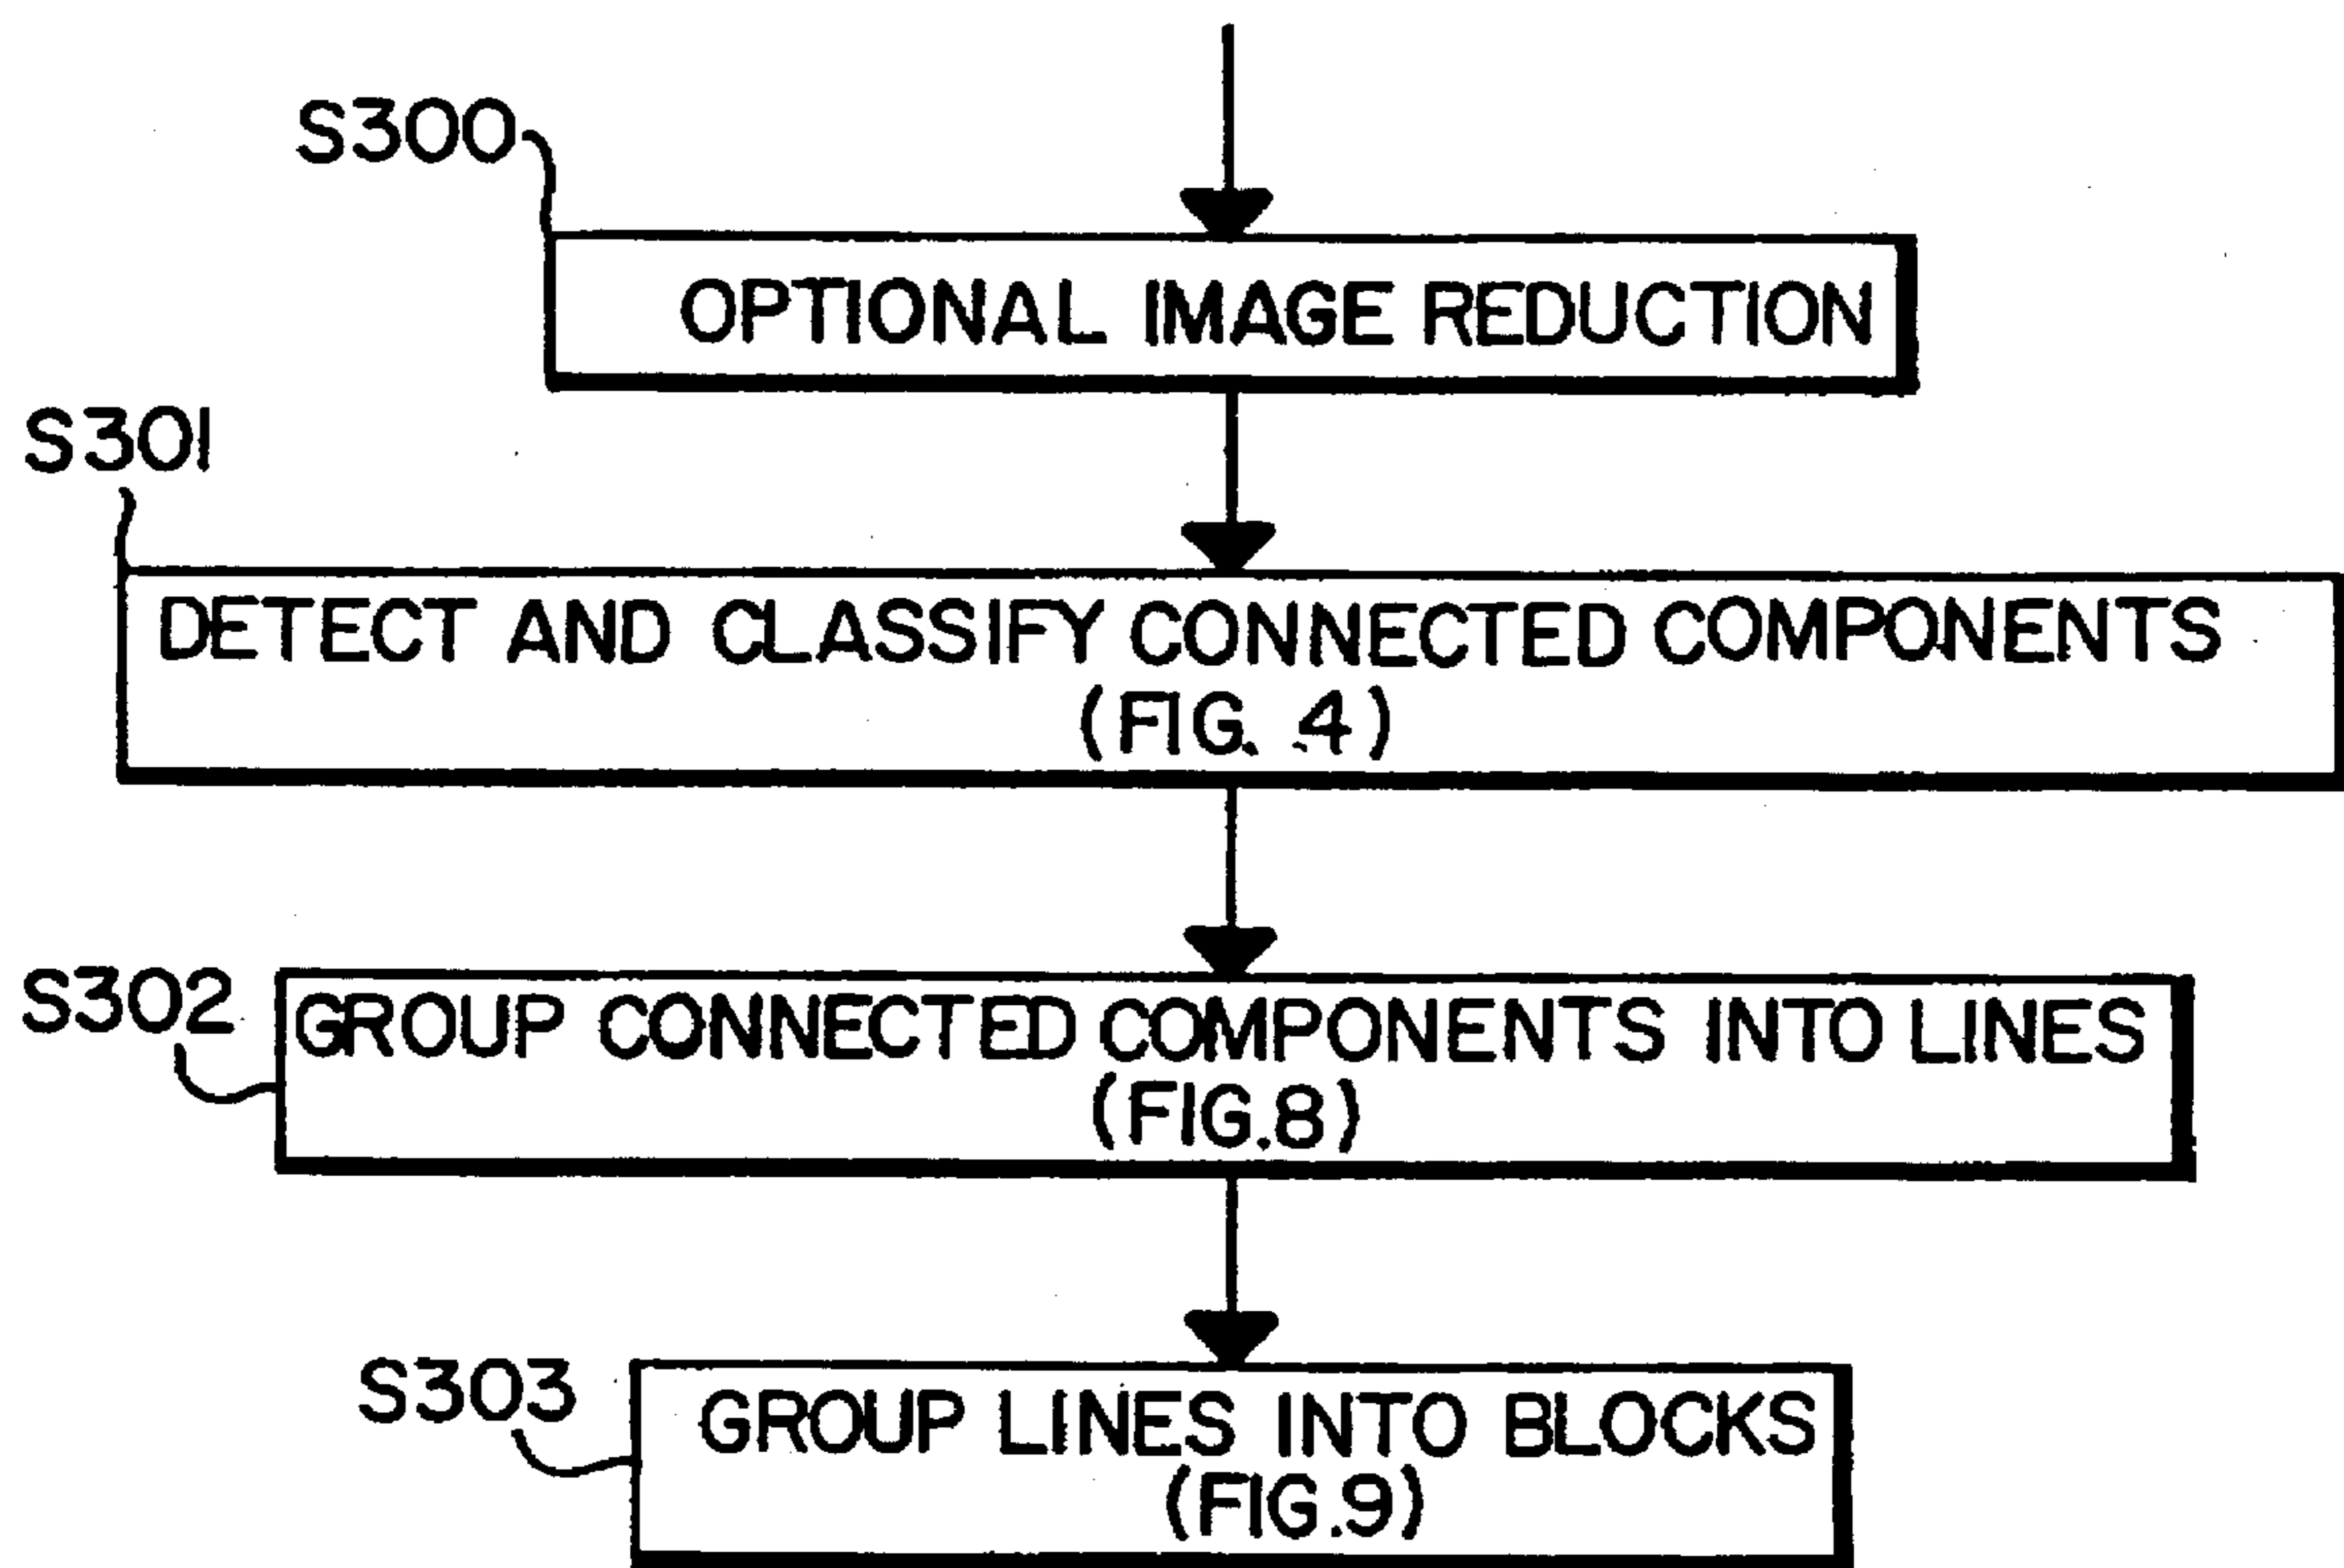 S300
OPTIONAL IMAGE REDUCTION
S301
DETECT AND CLASSIFY CONNECTED COMPONENTS
(FIG. 4)
S302
GROUP CONNECTED COMPONENTS INTO LINES
(FIG.8)
S303
GROUP LINES INTO BLOCKS
(FIG.9)